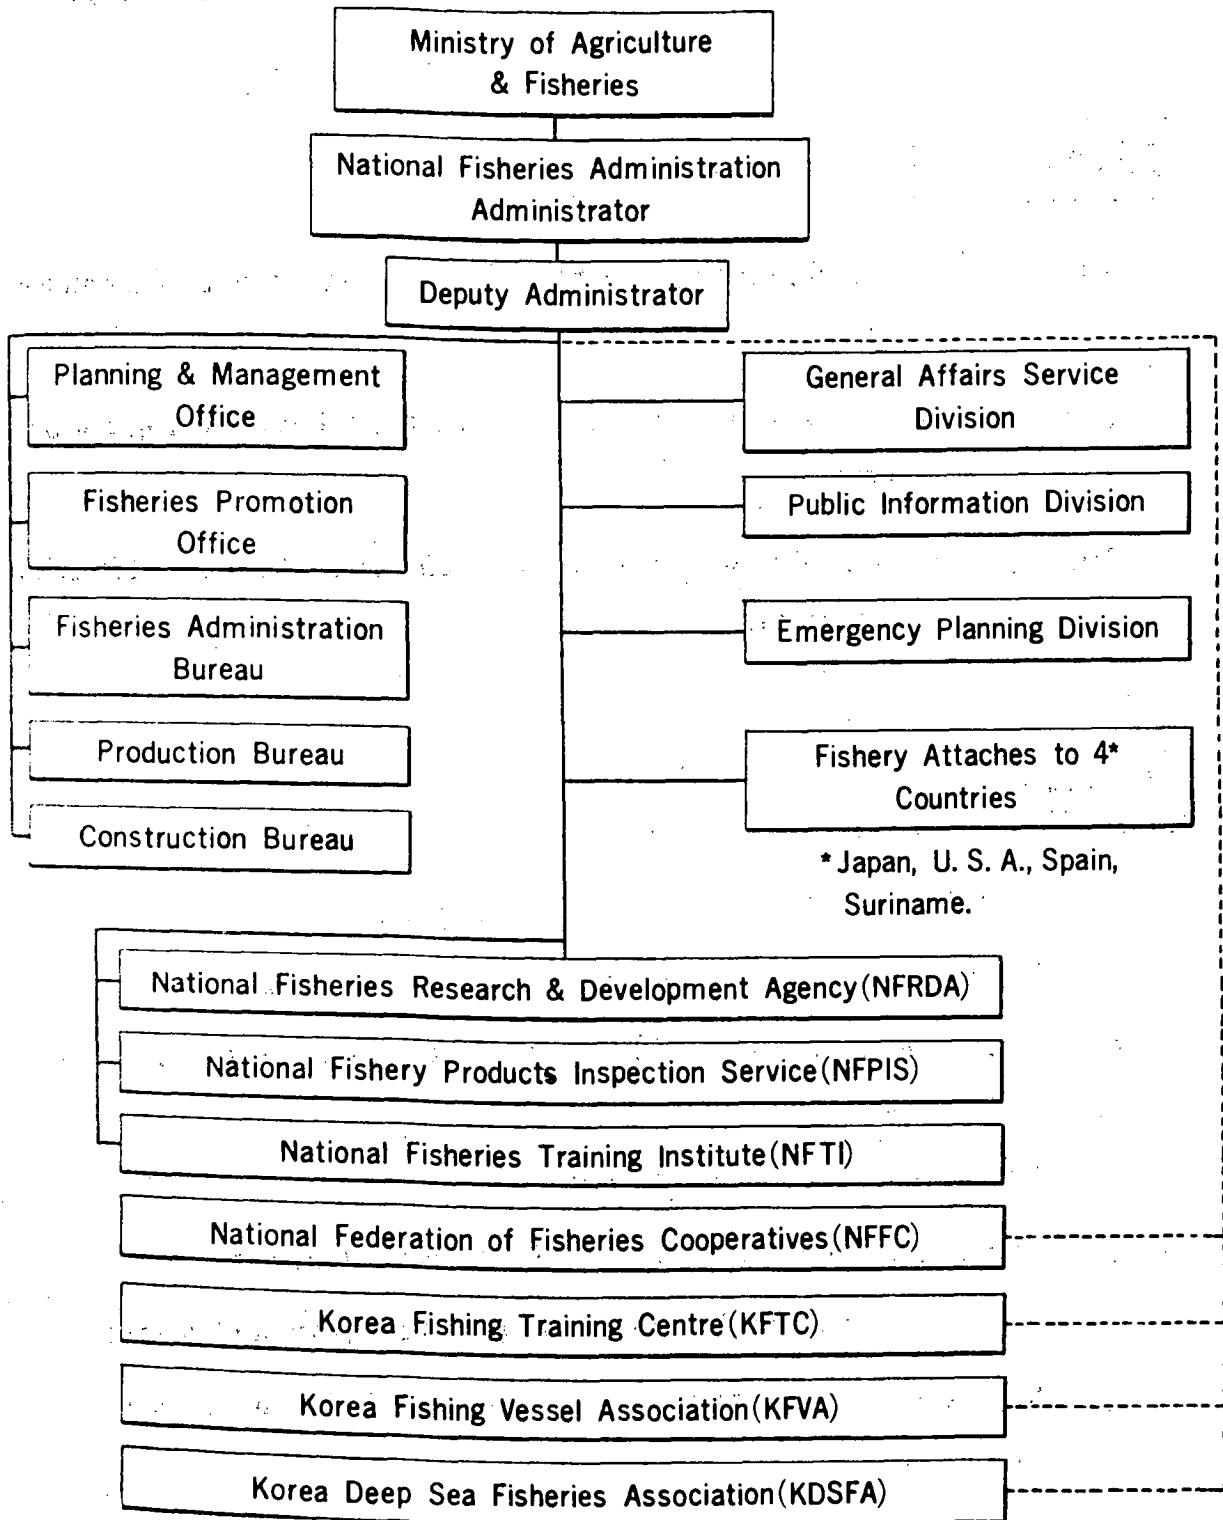 Ministry of Agriculture
& Fisheries
National Fisheries Administration
Administrator
Deputy Administrator
Planning & Management
Office
Fisheries Promotion
Office
Fisheries Administration
Bureau
Production Bureau
Construction Bureau
General Affairs Service
Division
Public Information Division
Emergency Planning Division
Fishery Attaches to 4*
Countries
*Japan, U. S. A., Spain,
Suriname.
National Fisheries Research & Development Agency(NFRDA)
National Fishery Products Inspection Service(NFPIS)
National Fisheries Training Institute(NFTI)
National Federation of Fisheries Cooperatives(NFFC)
Korea Fishing Training Centre(KFTC)
Korea Fishing Vessel Association(KFVA)
Korea Deep Sea Fisheries Association(KDSFA)